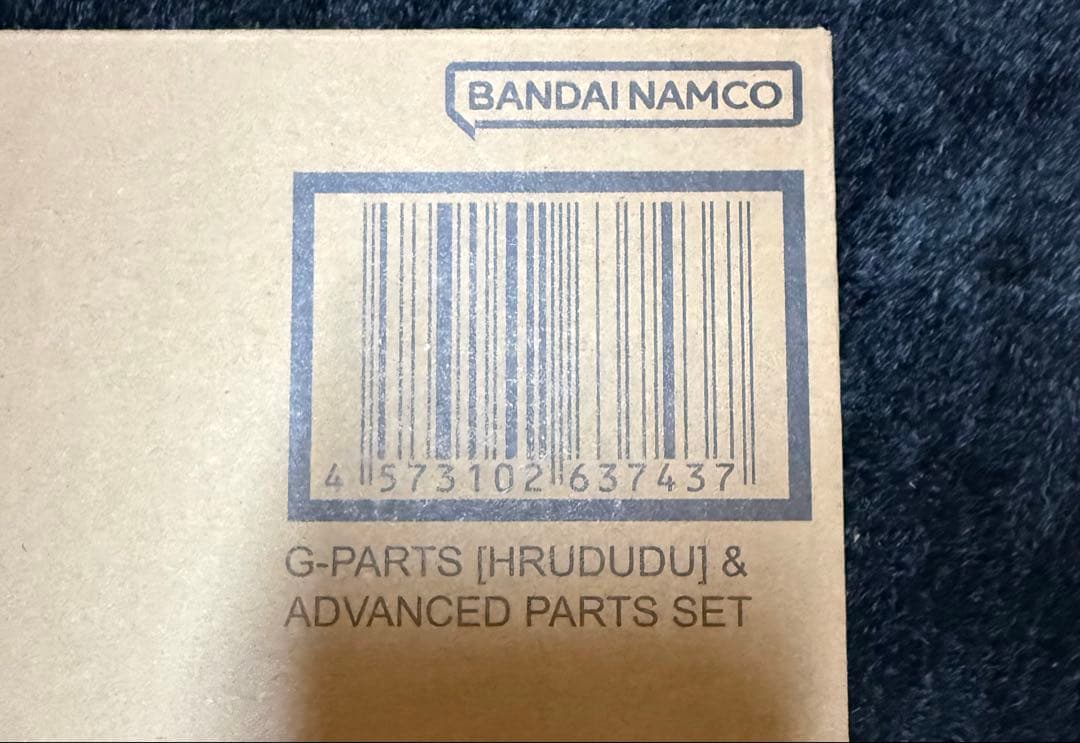 BANDAI NAMCO
4 573102 637437
G-PARTS [HRUDUDU] &
ADVANCED PARTS SET